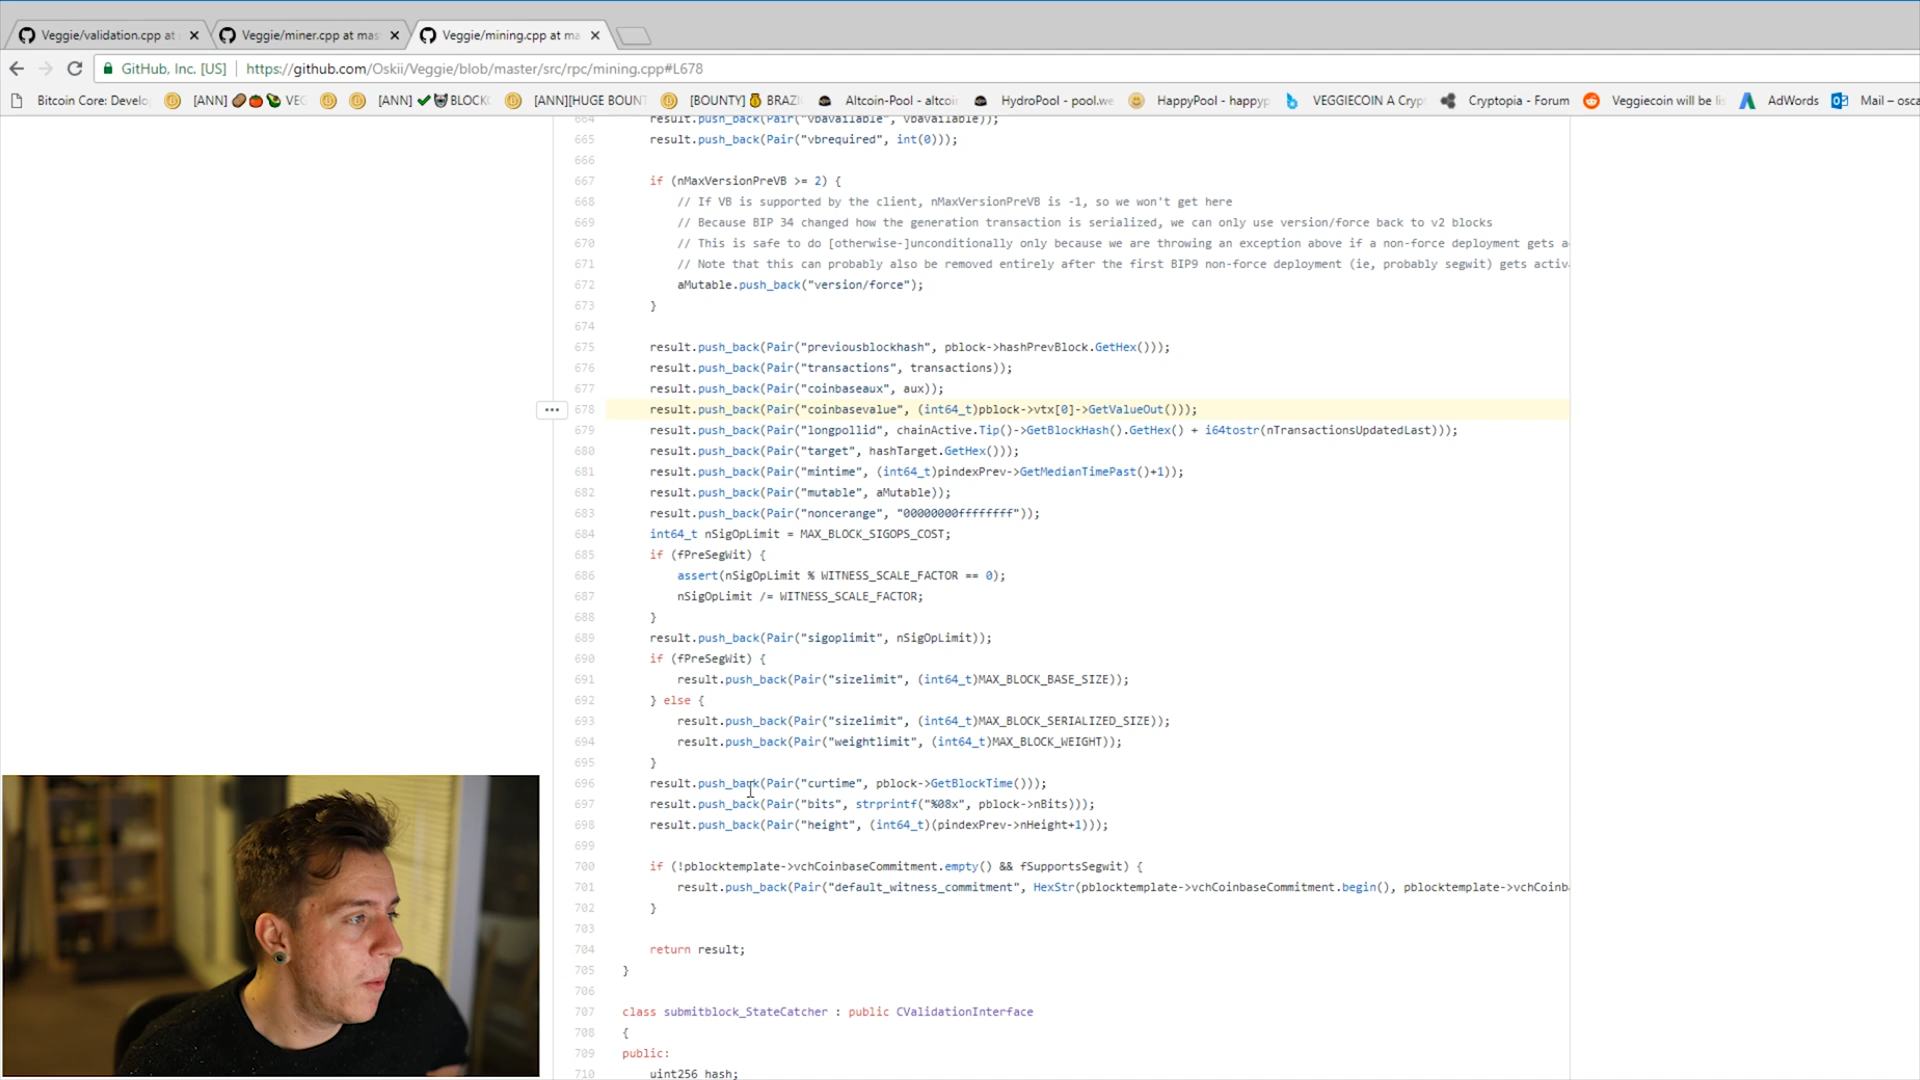 Veggie/validation.cpp at
Veggie/miner.cpp at mas
Veggie/mining.cpp at ma
GitHub, Inc. [US]
https://github.com/Oskii/Veggie/blob/master/src/rpc/mining.cpp#L678
Bitcoin Core: Develo
[ANN] VEG
[ANN] BLOCK
[ANN][HUGE BOUNT
[BOUNTY] BRAZI
Altcoin-Pool - altcoi
HydroPool - pool.we
HappyPool - happyp
VEGGIECOIN A Cryp
Cryptopia - Forum
Veggiecoin will be lis
AdWords
Mail – osca
664 result.push_back(Pair("vbavailable", vbavailable));
665 result.push_back(Pair("vbrequired", int(0)));
666
667 if (nMaxVersionPreVB >= 2) {
668 // If VB is supported by the client, nMaxVersionPreVB is -1, so we won't get here
669 // Because BIP 34 changed how the generation transaction is serialized, we can only use version/force back to v2 blocks
670 // This is safe to do [otherwise-]unconditionally only because we are throwing an exception above if a non-force deployment gets a
671 // Note that this can probably also be removed entirely after the first BIP9 non-force deployment (ie, probably segwit) gets activ
672 aMutable.push_back("version/force");
673 }
674
675 result.push_back(Pair("previousblockhash", pblock->hashPrevBlock.GetHex()));
676 result.push_back(Pair("transactions", transactions));
677 result.push_back(Pair("coinbaseaux", aux));
678 result.push_back(Pair("coinbasevalue", (int64_t)pblock->vtx[0]->GetValueOut()));
679 result.push_back(Pair("longpollid", chainActive.Tip()->GetBlockHash().GetHex() + i64tostr(nTransactionsUpdatedLast)));
680 result.push_back(Pair("target", hashTarget.GetHex()));
681 result.push_back(Pair("mintime", (int64_t)pindexPrev->GetMedianTimePast()+1));
682 result.push_back(Pair("mutable", aMutable));
683 result.push_back(Pair("noncerange", "00000000ffffffff"));
684 int64_t nSigOpLimit = MAX_BLOCK_SIGOPS_COST;
685 if (fPreSegWit) {
686 assert(nSigOpLimit % WITNESS_SCALE_FACTOR == 0);
687 nSigOpLimit /= WITNESS_SCALE_FACTOR;
688 }
689 result.push_back(Pair("sigoplimit", nSigOpLimit));
690 if (fPreSegWit) {
691 result.push_back(Pair("sizelimit", (int64_t)MAX_BLOCK_BASE_SIZE));
692 } else {
693 result.push_back(Pair("sizelimit", (int64_t)MAX_BLOCK_SERIALIZED_SIZE));
694 result.push_back(Pair("weightlimit", (int64_t)MAX_BLOCK_WEIGHT));
695 }
696 result.push_back(Pair("curtime", pblock->GetBlockTime()));
697 result.push_back(Pair("bits", strprintf("%08x", pblock->nBits)));
698 result.push_back(Pair("height", (int64_t)(pindexPrev->nHeight+1)));
699
700 if (!pblocktemplate->vchCoinbaseCommitment.empty() && fSupportsSegwit) {
701 result.push_back(Pair("default_witness_commitment", HexStr(pblocktemplate->vchCoinbaseCommitment.begin(), pblocktemplate->vchCoinb
702 }
703
704 return result;
705 }
706
707 class submitblock_StateCatcher : public CValidationInterface
708 {
709 public:
710 uint256 hash;